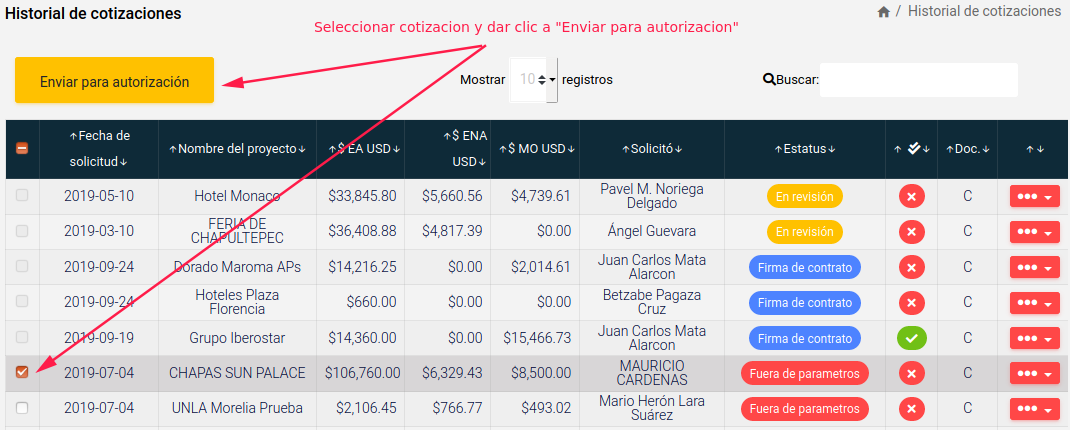 Historial de cotizaciones
/ Historial de cotizaciones
Seleccionar cotizacion y dar clic a "Enviar para autorizacion"
Enviar para autorización
Mostrar 10 registros
Buscar:
↑Fecha de solicitud↓ ↑Nombre del proyecto↓ ↑$ EA USD↓ ↑$ ENA USD↓ ↑$ MO USD↓ ↑Solicitó↓ ↑Estatus↓ ↑ ↓ ↑Doc.↓ ↑ ↓
2019-05-10 Hotel Monaco $33,845.80 $5,660.56 $4,739.61 Pavel M. Noriega Delgado En revisión C
2019-03-10 FERIA DE CHAPULTEPEC $36,408.88 $4,817.39 $0.00 Ángel Guevara En revisión C
2019-09-24 Dorado Maroma APs $14,216.25 $0.00 $2,014.61 Juan Carlos Mata Alarcon Firma de contrato C
2019-09-24 Hoteles Plaza Florencia $660.00 $0.00 $0.00 Betzabe Pagaza Cruz Firma de contrato C
2019-09-19 Grupo Iberostar $14,360.00 $0.00 $15,466.73 Juan Carlos Mata Alarcon Firma de contrato C
2019-07-04 CHAPAS SUN PALACE $106,760.00 $6,329.43 $8,500.00 MAURICIO CARDENAS Fuera de parametros C
2019-07-04 UNLA Morelia Prueba $2,106.45 $766.77 $493.02 Mario Herón Lara Suárez Fuera de parametros C